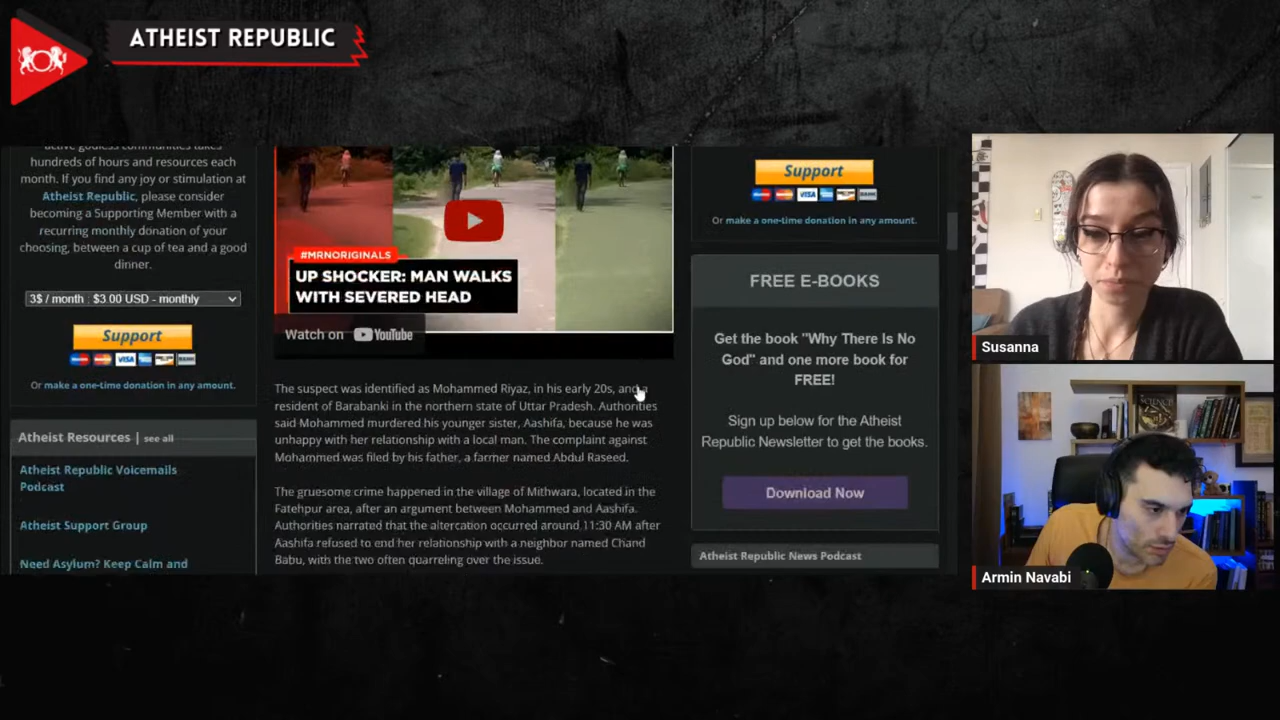 ATHEIST REPUBLIC
active godless communities takes
hundreds of hours and resources each
month. If you find any joy or stimulation at
Atheist Republic, please consider
becoming a Supporting Member with a
recurring monthly donation of your
choosing, between a cup of tea and a good
dinner.
3$ / month : $3.00 USD - monthly
Support
VISA
BANK
Or make a one-time donation in any amount.
Atheist Resources | see all
Atheist Republic Voicemails
Podcast
Atheist Support Group
Need Asylum? Keep Calm and
#MRNORIGINALS
UP SHOCKER: MAN WALKS
WITH SEVERED HEAD
Watch on YouTube
The suspect was identified as Mohammed Riyaz, in his early 20s, and a
resident of Barabanki in the northern state of Uttar Pradesh. Authorities
said Mohammed murdered his younger sister, Aashifa, because he was
unhappy with her relationship with a local man. The complaint against
Mohammed was filed by his father, a farmer named Abdul Raseed.
The gruesome crime happened in the village of Mithwara, located in the
Fatehpur area, after an argument between Mohammed and Aashifa.
Authorities narrated that the altercation occurred around 11:30 AM after
Aashifa refused to end her relationship with a neighbor named Chand
Babu, with the two often quarreling over the issue.
Support
VISA
BANK
Or make a one-time donation in any amount.
FREE E-BOOKS
Get the book "Why There Is No
God" and one more book for
FREE!
Sign up below for the Atheist
Republic Newsletter to get the books.
Download Now
Atheist Republic News Podcast
Susanna
SCIENCE
Armin Navabi